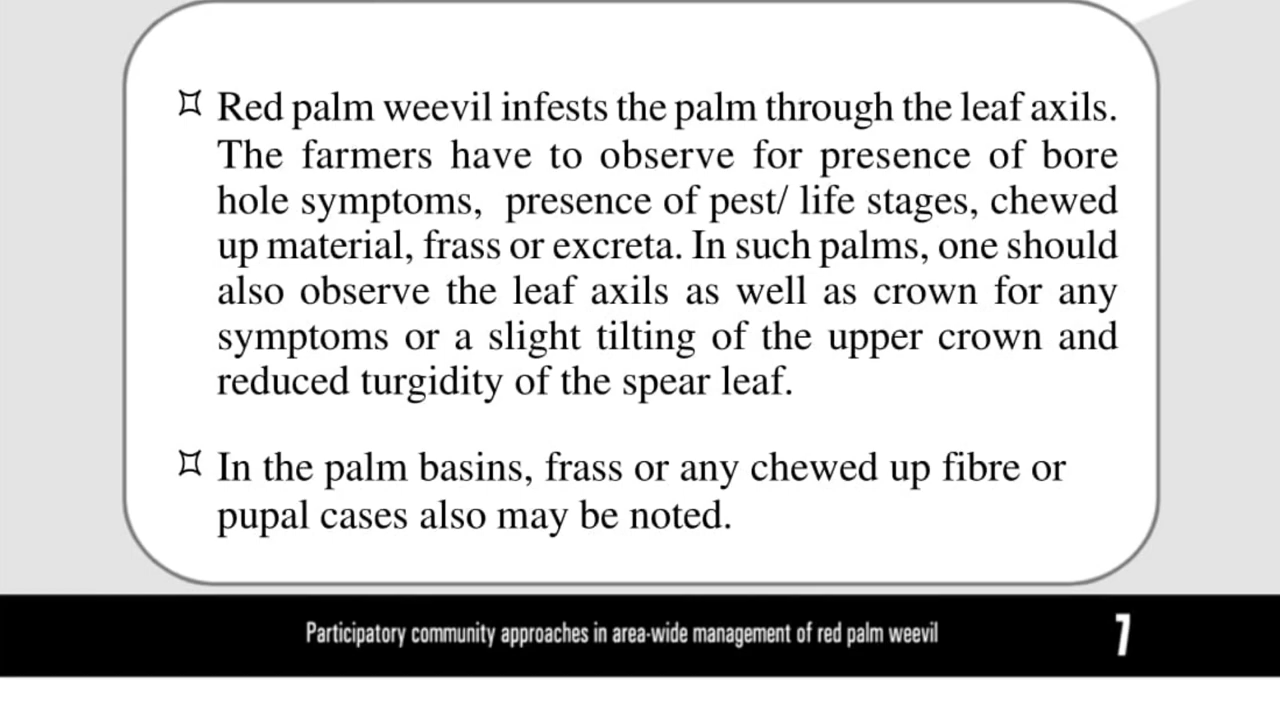 Red palm weevil infests the palm through the leaf axils.
The farmers have to observe for presence of bore
hole symptoms, presence of pest/ life stages, chewed
up material, frass or excreta. In such palms, one should
also observe the leaf axils as well as crown for any
symptoms or a slight tilting of the upper crown and
reduced turgidity of the spear leaf.
In the palm basins, frass or any chewed up fibre or
pupal cases also may be noted.
Participatory community approaches in area-wide management of red palm weevil 7